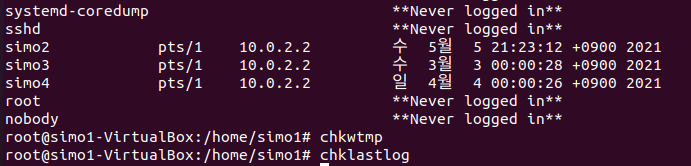 systemd-coredump **Never logged in**
sshd **Never logged in**
simo2 pts/1 10.0.2.2 수 5월 5 21:23:12 +0900 2021
simo3 pts/1 10.0.2.2 수 3월 3 00:00:28 +0900 2021
simo4 pts/1 10.0.2.2 일 4월 4 00:00:26 +0900 2021
root **Never logged in**
nobody **Never logged in**
root@simo1-VirtualBox:/home/simo1# chkwtmp
root@simo1-VirtualBox:/home/simo1# chklastlog